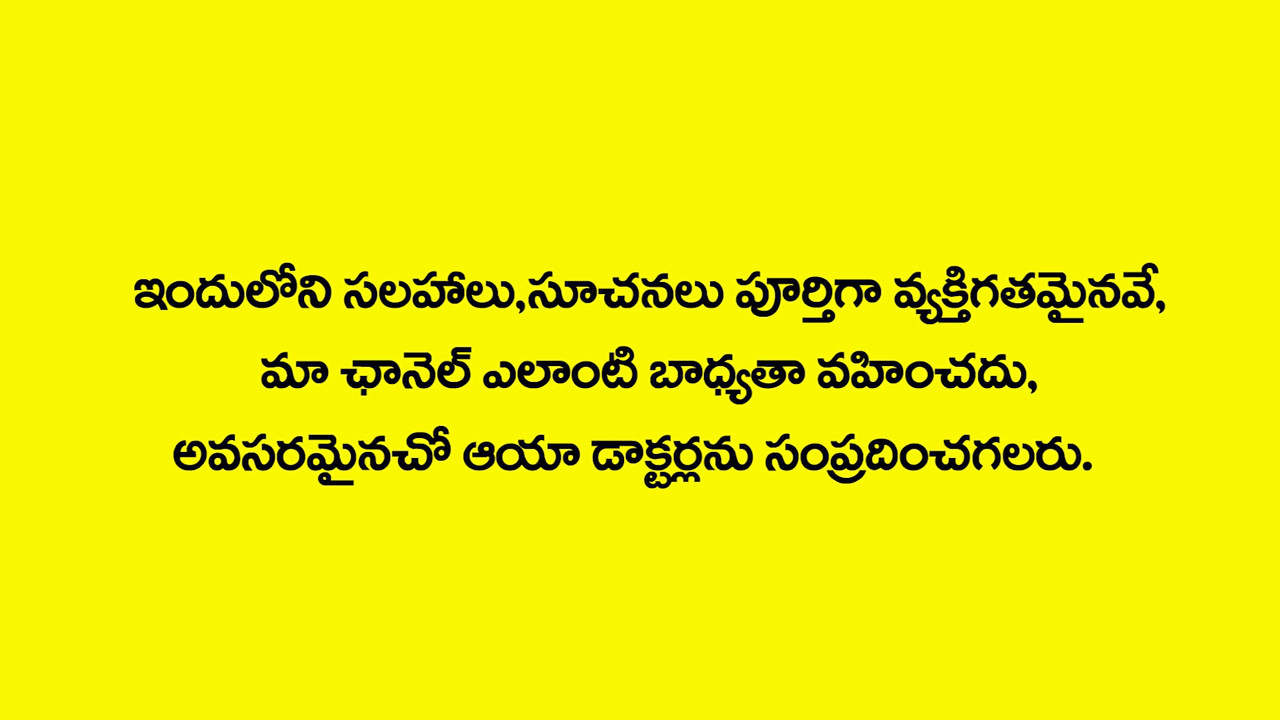 ఇందులోని సలహాలు,సూచనలు పూర్తిగా వ్యక్తిగతమైనవే,
మా ఛానెల్ ఎలాంటి బాధ్యతా వహించదు,
అవసరమైనచో ఆయా డాక్టర్లను సంప్రదించగలరు.